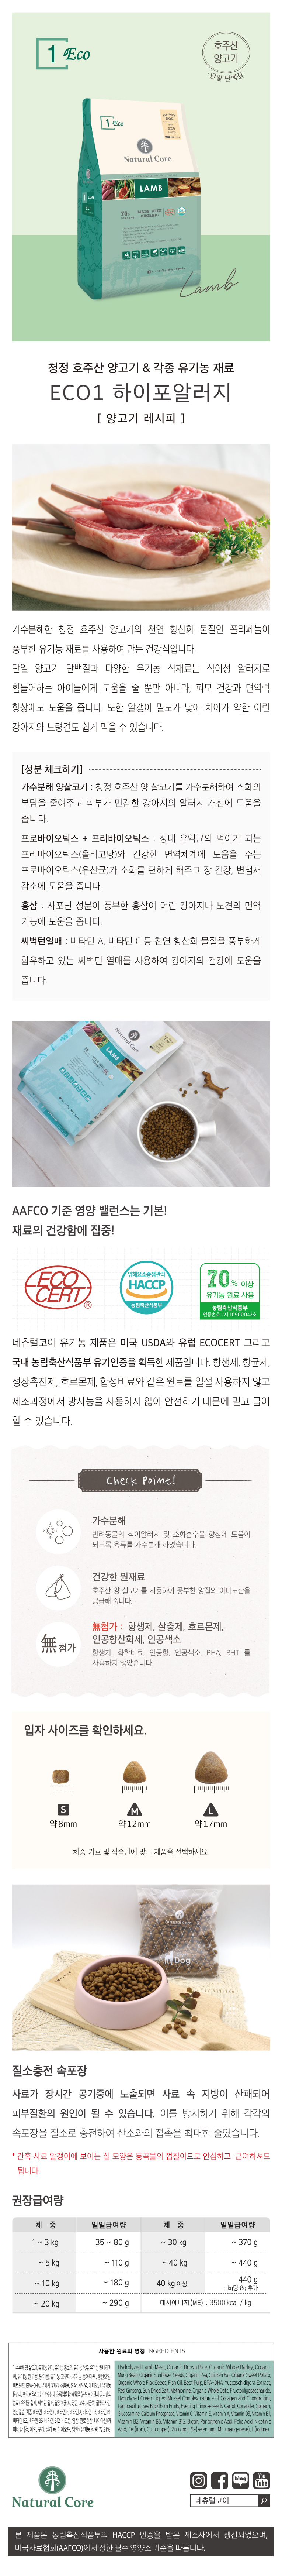 1 Eco
호주산
양고기
단일 단백질
1 Eco
Natural Core
LAMB
MADE WITH
ORGANIC
Lamb
청정 호주산 양고기 & 각종 유기농 재료
ECO1 하이포알러지
[ 양고기 레시피 ]
가수분해한 청정 호주산 양고기와 천연 항산화 물질인 폴리페놀이
풍부한 유기농 재료를 사용하여 만든 건강식입니다.
단일 양고기 단백질과 다양한 유기농 식재료는 식이성 알러지로
힘들어하는 아이들에게 도움을 줄 뿐만 아니라, 피모 건강과 면역력
향상에도 도움을 줍니다. 또한 알갱이 밀도가 낮아 치아가 약한 어린
강아지와 노령견도 쉽게 먹을 수 있습니다.
[성분 체크하기]
가수분해 양살코기 : 청정 호주산 양 살코기를 가수분해하여 소화의
부담을 줄여주고 피부가 민감한 강아지의 알러지 개선에 도움을
줍니다.
프로바이오틱스 + 프리바이오틱스 : 장내 유익균의 먹이가 되는
프리바이오틱스(올리고당)와 건강한 면역체계에 도움을 주는
프로바이오틱스(유산균)가 소화를 편하게 해주고 장 건강, 변냄새
감소에 도움을 줍니다.
홍삼 : 사포닌 성분이 풍부한 홍삼이 어린 강아지나 노견의 면역
기능에 도움을 줍니다.
씨벅턴열매 : 비타민 A, 비타민 C 등 천연 항산화 물질을 풍부하게
함유하고 있는 씨벅턴 열매를 사용하여 강아지의 건강에 도움을
줍니다.
Natural Core
LAMB
AAFCO 기준 영양 밸런스는 기본!
재료의 건강함에 집중!
ECO
CERT
®
위해요소중점관리
HACCP
농림축산식품부
70% 이상
유기농 원료 사용
농림축산식품부
네츄럴코어 유기농 제품은 미국 USDA와 유럽 ECOCERT 그리고
국내 농림축산식품부 유기인증을 획득한 제품입니다. 항생제, 항균제,
성장촉진제, 호르몬제, 합성비료와 같은 원료를 일절 사용하지 않고
제조과정에서 방사능을 사용하지 않아 안전하기 때문에 믿고 급여
할 수 있습니다.
Check Point!
가수분해
반려동물의 식이알러지 및 소화흡수율 향상에 도움이
되도록 육류를 가수분해 하였습니다.
건강한 원재료
호주산 양 살코기를 사용하여 풍부한 양질의 아미노산을
공급해 줍니다.
無첨가
無첨가 : 항생제, 살충제, 호르몬제,
인공항산화제, 인공색소
항생제, 화학비료, 인공향, 인공색소, BHA, BHT 를
사용하지 않았습니다.
입자 사이즈를 확인하세요.
S M L
약8mm 약12mm 약17mm
체중·기호 및 식습관에 맞는 제품을 선택하세요.
Dog
질소충전 속포장
사료가 장시간 공기중에 노출되면 사료 속 지방이 산패되어
피부질환의 원인이 될 수 있습니다. 이를 방지하기 위해 각각의
속포장을 질소로 충전하여 산소와의 접촉을 최대한 줄였습니다.
* 간혹 사료 알갱이에 보이는 실 모양은 통곡물의 껍질이므로 안심하고 급여하셔도
됩니다.
권장급여량
체 중 일일급여량 체 중 일일급여량
1 ~ 3 kg 35 ~ 80 g ~ 30 kg ~ 370 g
~ 5 kg ~ 110 g ~ 40 kg ~ 440 g
~ 10 kg ~ 180 g 40 kg 이상 440 g
+ kg당 8g 추가
~ 20 kg ~ 290 g 대사에너지(ME) : 3500 kcal / kg
사용한 원료의 명칭 INGREDIENTS
Hydrolyzed Lamb Meat, Organic Brown Rice, Organic Whole Barley, Organic
Mung Bean, Organic Sunflower Seeds, Organic Pea, Chicken Fat, Organic Sweet Potato,
Organic Whole Flax Seeds, Fish Oil, Beet Pulp, EPA-DHA, Yucca schidigera Extract,
Red Ginseng, Sun Dried Salt, Methionine, Organic Whole Oats, Fructooligosaccharide,
Hydrolyzed Green Lipped Mussel Complex (source of Collagen and Chondroitin),
Lactobacillus, Sea Buckthorn Fruits, Evening Primrose seeds, Carrot, Coriander, Spinach,
Glucosamine, Calcium Phosphate, Vitamin C, Vitamin E, Vitamin A, Vitamin D3, Vitamin B1,
Vitamin B2, Vitamin B6, Vitamin B12, Biotin, Pantothenic Acid, Folic Acid, Nicotinic
Acid, Fe (iron), Cu (copper), Zn (zinc), Se(selenium), Mn (manganese), I (iodine)
Natural Core
blog
You
Tube
네츄럴코어
본 제품은 농림축산식품부의 HACCP 인증을 받은 제조사에서 생산되었으며,
미국사료협회(AAFCO)에서 정한 필수 영양소 기준을 따릅니다.